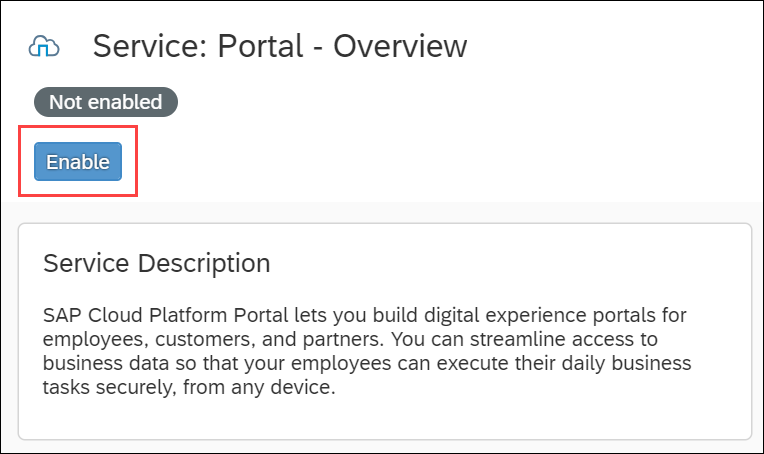 Service: Portal - Overview
Not enabled
Enable
Service Description
SAP Cloud Platform Portal lets you build digital experience portals for
employees, customers, and partners. You can streamline access to
business data so that your employees can execute their daily business
tasks securely, from any device.